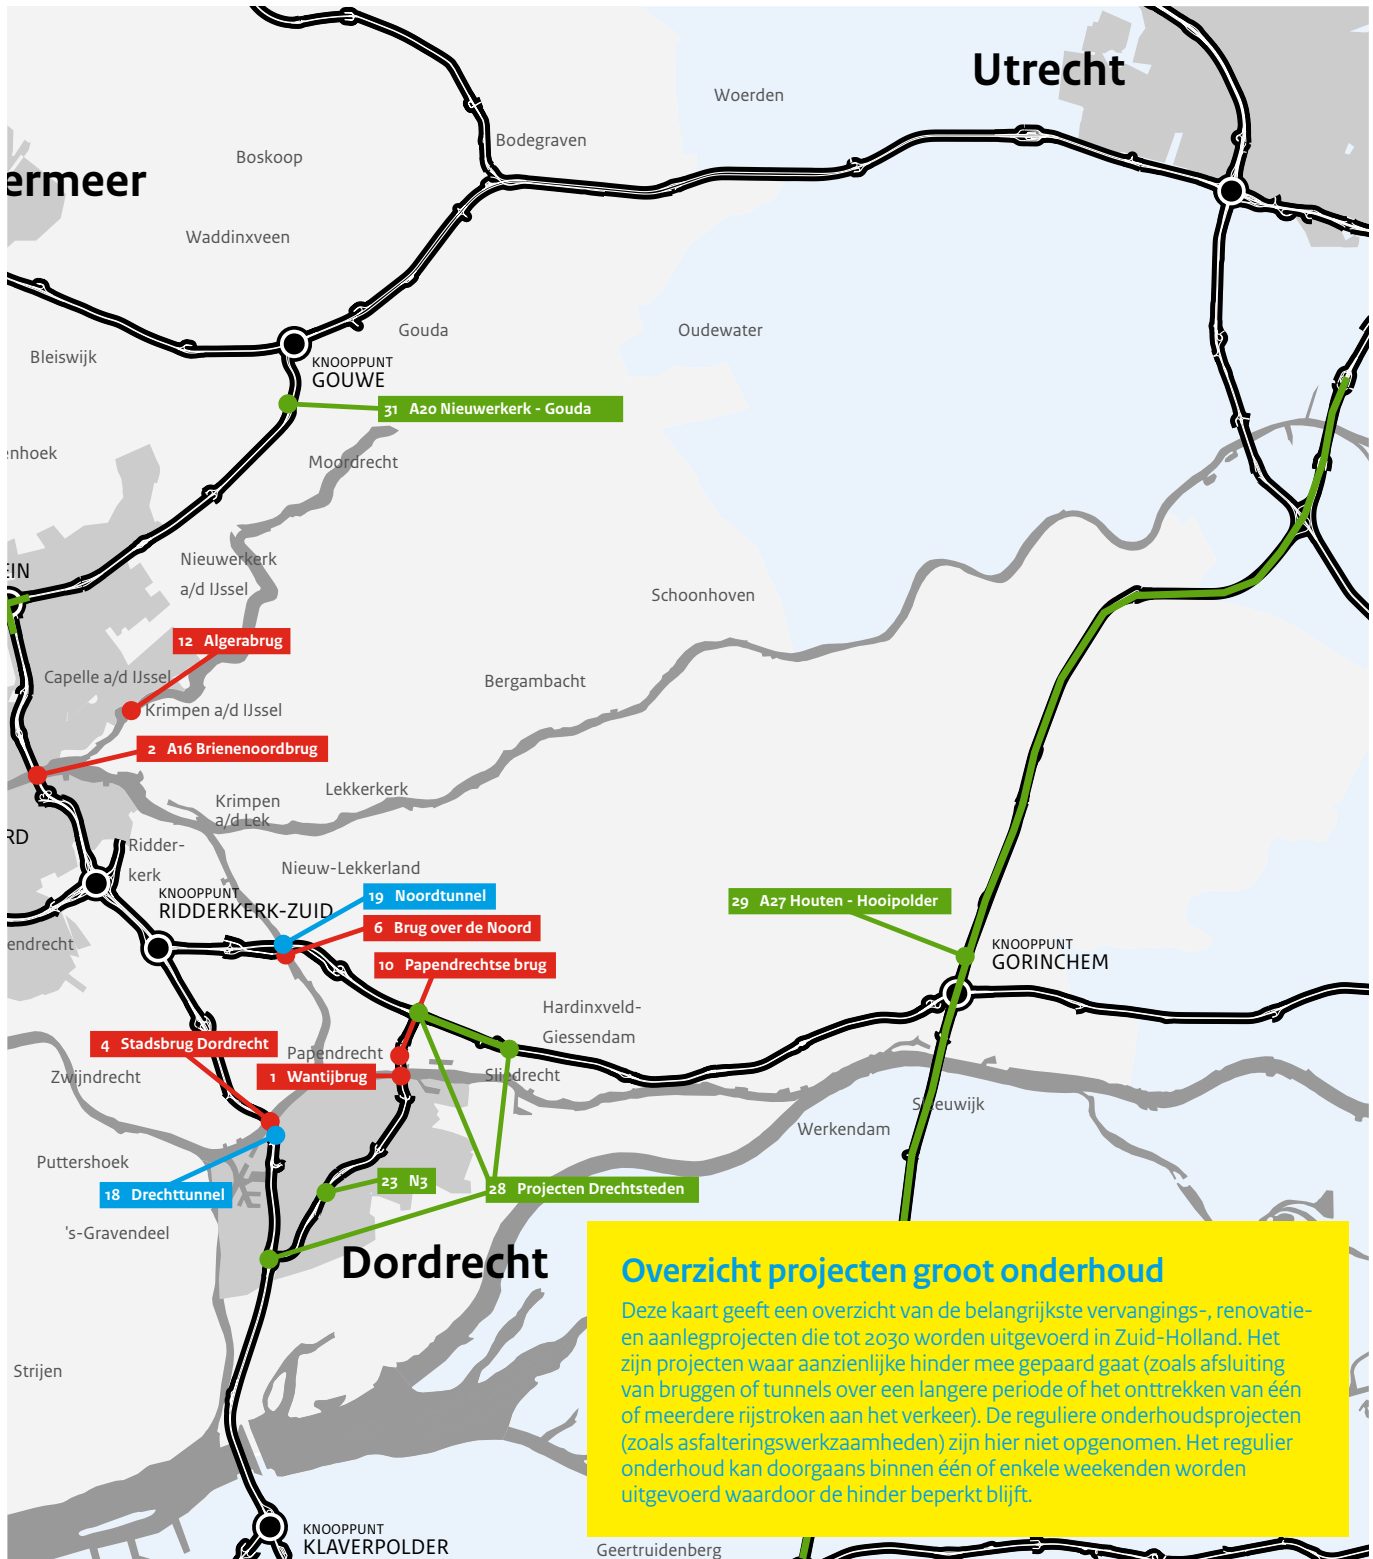 Utrecht
Woerden
Bodegraven
Boskoop
ermeer
Waddinxveen
Gouda
Oudewater
Bleiswijk
KNOOPPUNT
GOUWE
31 A20 Nieuwerkerk - Gouda
enhoek
Moordrecht
Nieuwerkerk
a/d IJssel
EIN
Schoonhoven
12 Algerabrug
Capelle a/d IJssel
Bergambacht
Krimpen a/d IJssel
2 A16 Brienenoordbrug
Lekkerkerk
Krimpen
a/d Lek
RD
Ridder-
kerk
Nieuw-Lekkerland
KNOOPPUNT
RIDDERKERK-ZUID
19 Noordtunnel
29 A27 Houten - Hooipolder
6 Brug over de Noord
endrecht
KNOOPPUNT
GORINCHEM
10 Papendrechtse brug
Hardinxveld-
Giessendam
4 Stadsbrug Dordrecht
Papendrecht
Zwijndrecht
1 Wantijbrug
Sliedrecht
Sleeuwijk
Werkendam
Puttershoek
23 N3
28 Projecten Drechtsteden
18 Drechttunnel
's-Gravendeel
Dordrecht
Overzicht projecten groot onderhoud
Deze kaart geeft een overzicht van de belangrijkste vervangings-, renovatie-
en aanlegprojecten die tot 2030 worden uitgevoerd in Zuid-Holland. Het
zijn projecten waar aanzienlijke hinder mee gepaard gaat (zoals afsluiting
van bruggen of tunnels over een langere periode of het onttrekken van één
of meerdere rijstroken aan het verkeer). De reguliere onderhoudsprojecten
(zoals asfalteringswerkzaamheden) zijn hier niet opgenomen. Het regulier
onderhoud kan doorgaans binnen één of enkele weekenden worden
uitgevoerd waardoor de hinder beperkt blijft.
Strijen
KNOOPPUNT
KLAVERPOLDER
Geertruidenberg